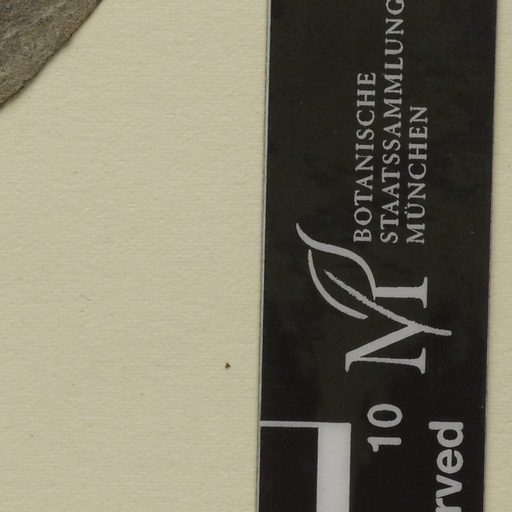 BOTANISCHE
STAATSSAMMLUNG
MÜNCHEN
M
10
rved